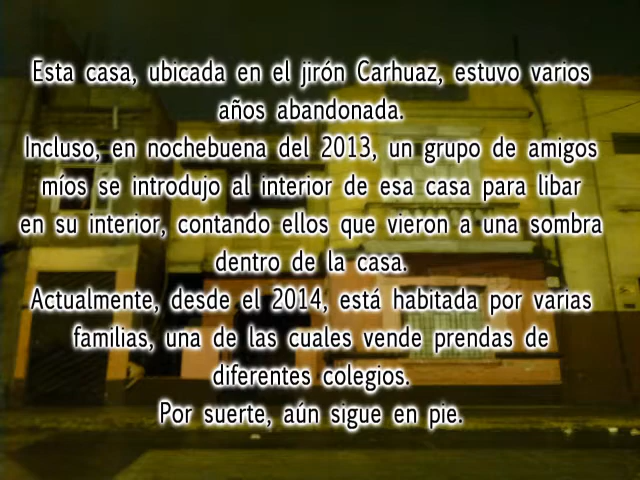 Esta casa, ubicada en el jirón Carhuaz, estuvo varios
años abandonada.
Incluso, en nochebuena del 2013, un grupo de amigos
míos se introdujo al interior de esa casa para libar
en su interior, contando ellos que vieron a una sombra
dentro de la casa.
Actualmente, desde el 2014, está habitada por varias
familias, una de las cuales vende prendas de
diferentes colegios.
Por suerte, aún sigue en pie.